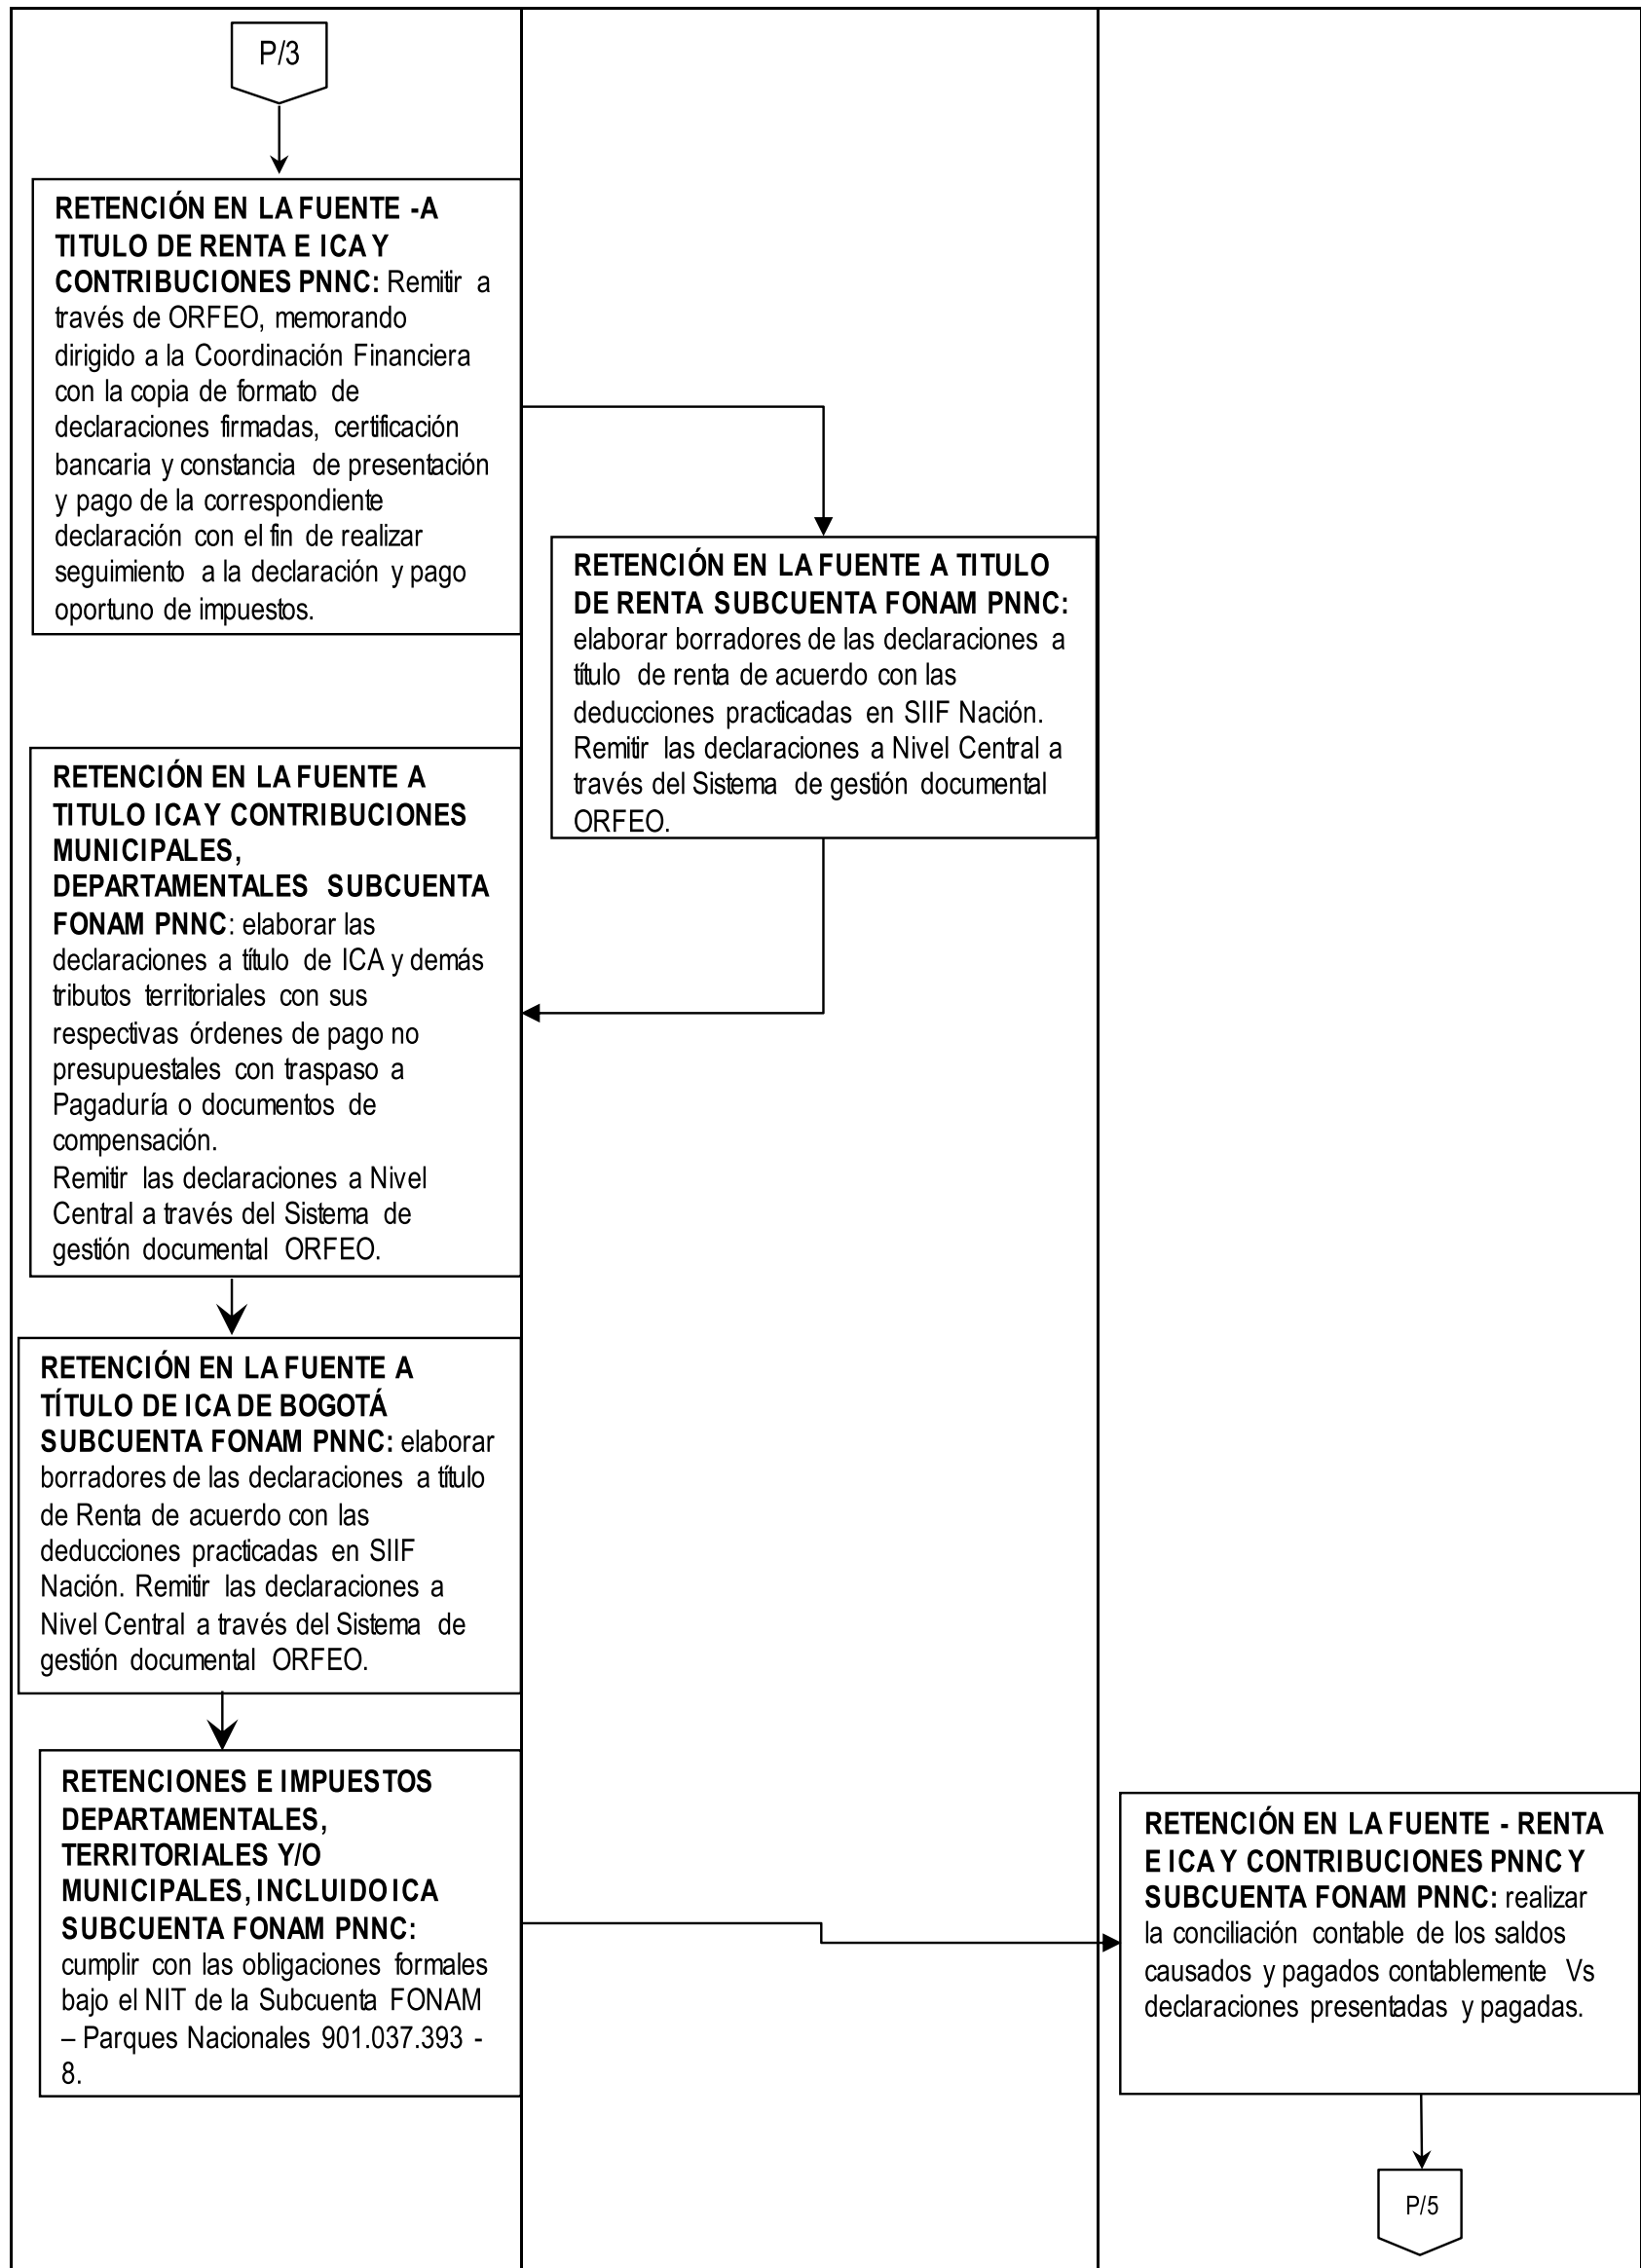 P/3
RETENCIÓN EN LA FUENTE -A
TITULO DE RENTA E ICA Y
CONTRIBUCIONES PNNC: Remitir a
través de ORFEO, memorando
dirigido a la Coordinación Financiera
con la copia de formato de
declaraciones firmadas, certificación
bancaria y constancia de presentación
y pago de la correspondiente
declaración con el fin de realizar
seguimiento a la declaración y pago
oportuno de impuestos.
RETENCIÓN EN LA FUENTE A TITULO
DE RENTA SUBCUENTA FONAM PNNC:
elaborar borradores de las declaraciones a
título de renta de acuerdo con las
deducciones practicadas en SIIF Nación.
Remitir las declaraciones a Nivel Central a
través del Sistema de gestión documental
ORFEO.
RETENCIÓN EN LA FUENTE A
TITULO ICA Y CONTRIBUCIONES
MUNICIPALES,
DEPARTAMENTALES SUBCUENTA
FONAM PNNC: elaborar las
declaraciones a título de ICA y demás
tributos territoriales con sus
respectivas órdenes de pago no
presupuestales con traspaso a
Pagaduría o documentos de
compensación.
Remitir las declaraciones a Nivel
Central a través del Sistema de
gestión documental ORFEO.
RETENCIÓN EN LA FUENTE A
TÍTULO DE ICA DE BOGOTÁ
SUBCUENTA FONAM PNNC: elaborar
borradores de las declaraciones a título
de Renta de acuerdo con las
deducciones practicadas en SIIF
Nación. Remitir las declaraciones a
Nivel Central a través del Sistema de
gestión documental ORFEO.
RETENCIONES E IMPUESTOS
DEPARTAMENTALES,
TERRITORIALES Y/O
MUNICIPALES, INCLUIDO ICA
SUBCUENTA FONAM PNNC:
cumplir con las obligaciones formales
bajo el NIT de la Subcuenta FONAM
– Parques Nacionales 901.037.393 -
8.
RETENCIÓN EN LA FUENTE - RENTA
E ICA Y CONTRIBUCIONES PNNC Y
SUBCUENTA FONAM PNNC: realizar
la conciliación contable de los saldos
causados y pagados contablemente Vs
declaraciones presentadas y pagadas.
P/5